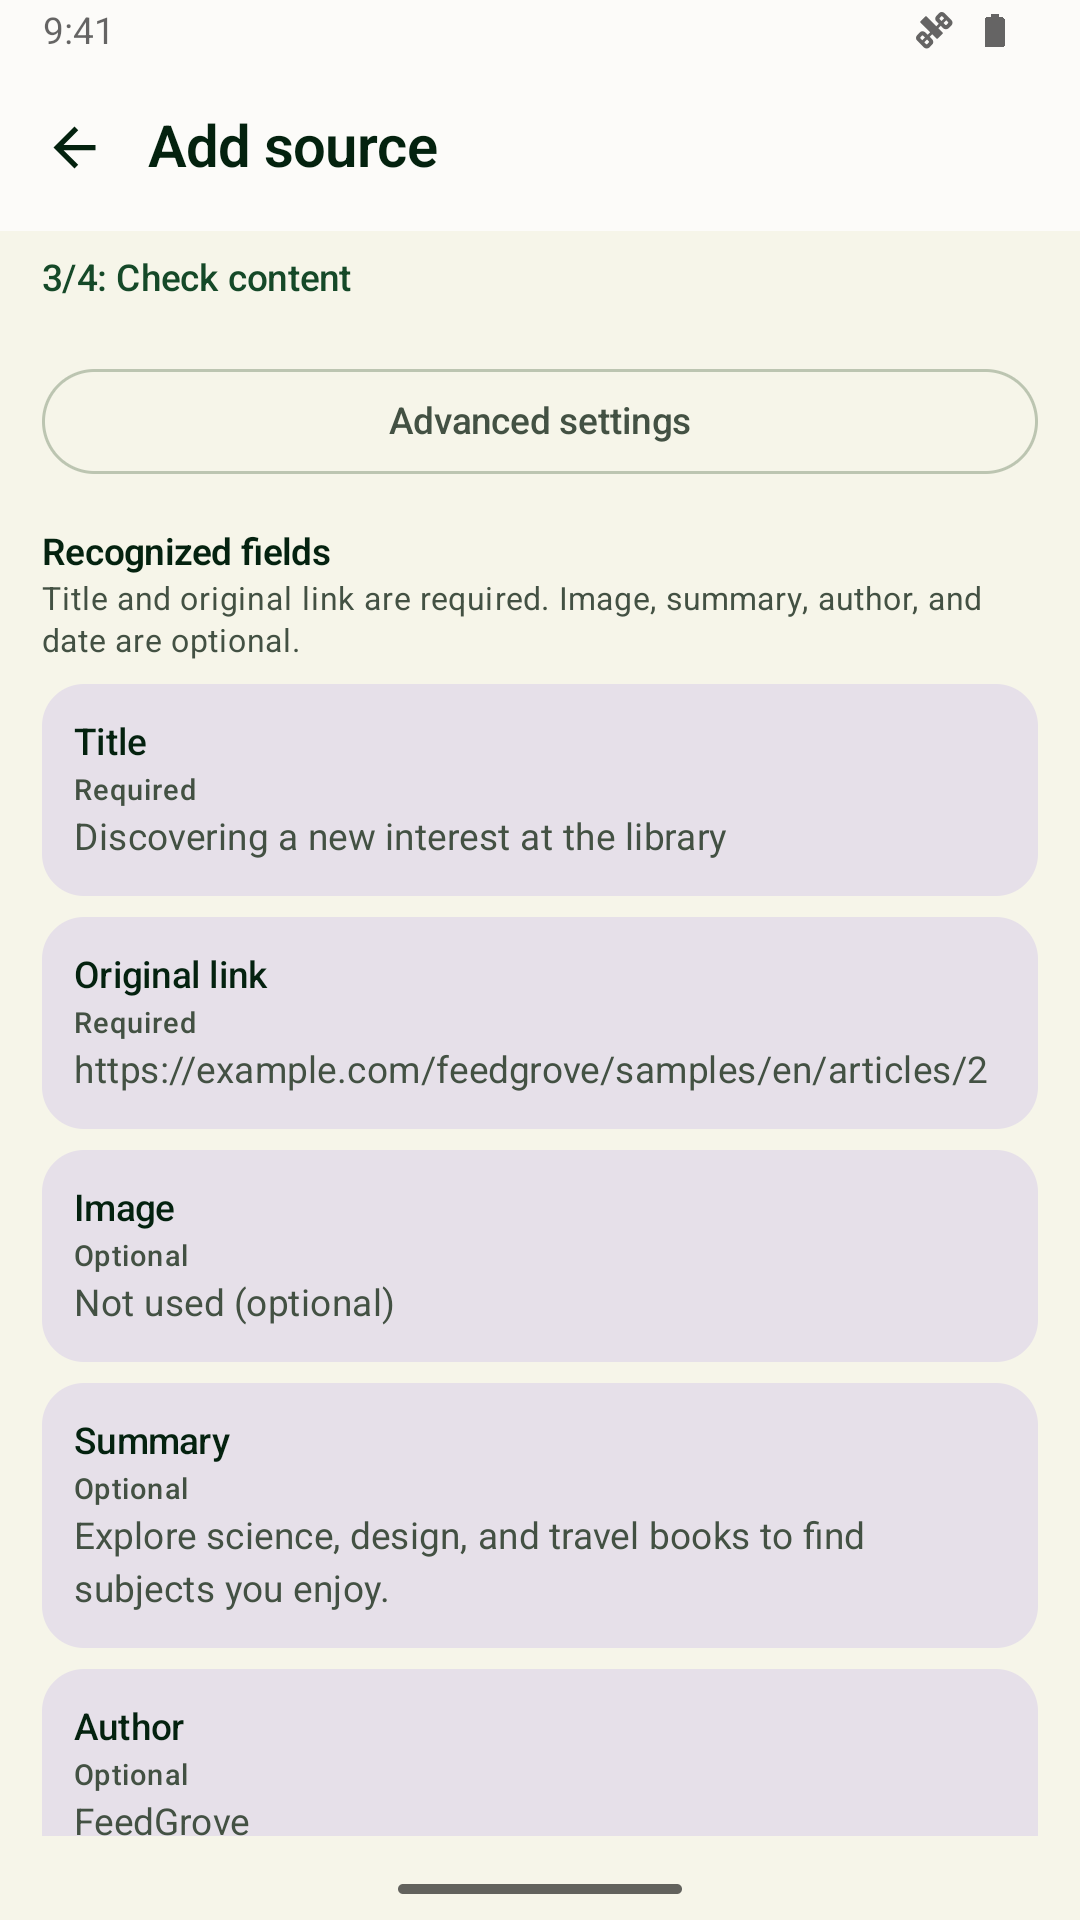 9:41
Add source
3/4: Check content
Advanced settings
Recognized fields
Title and original link are required. Image, summary, author, and
date are optional.
Title
Required
Discovering a new interest at the library
Original link
Required
https://example.com/feedgrove/samples/en/articles/2
Image
Optional
Not used (optional)
Summary
Optional
Explore science, design, and travel books to find
subjects you enjoy.
Author
Optional
FeedGrove